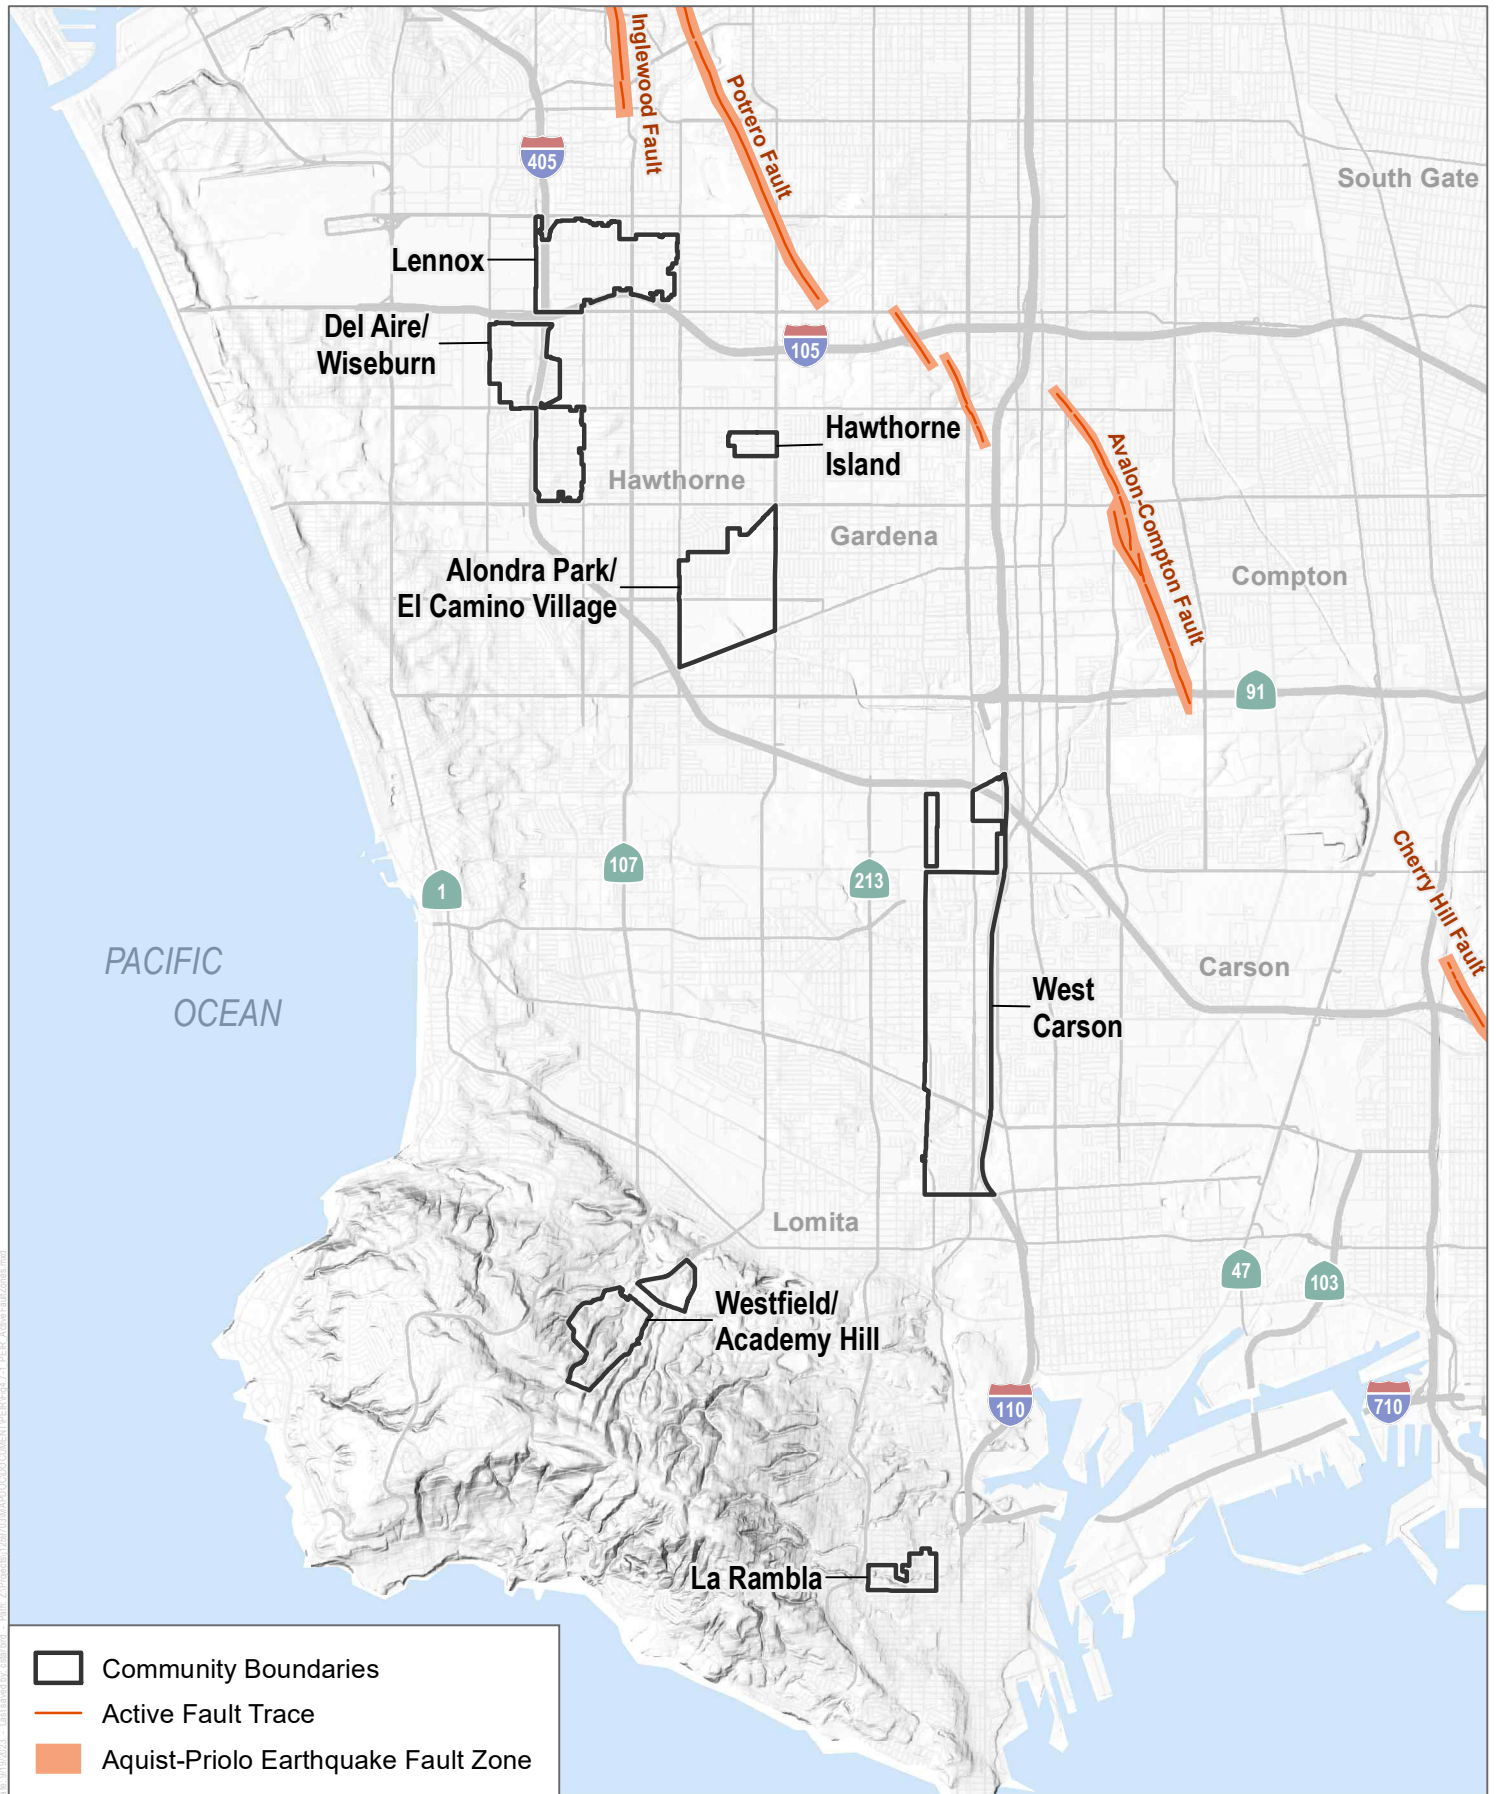 Inglewood Fault
Potrero Fault
405
South Gate
Lennox
Del Aire/
Wiseburn
105
Hawthorne
Island
Hawthorne
Avalon-Compton Fault
Gardena
Alondra Park/
El Camino Village
Compton
91
107
213
1
Cherry Hill Fault
PACIFIC
OCEAN
Carson
West
Carson
Lomita
47
103
Westfield/
Academy Hill
110
710
La Rambla
Community Boundaries
Active Fault Trace
Aquist-Priolo Earthquake Fault Zone